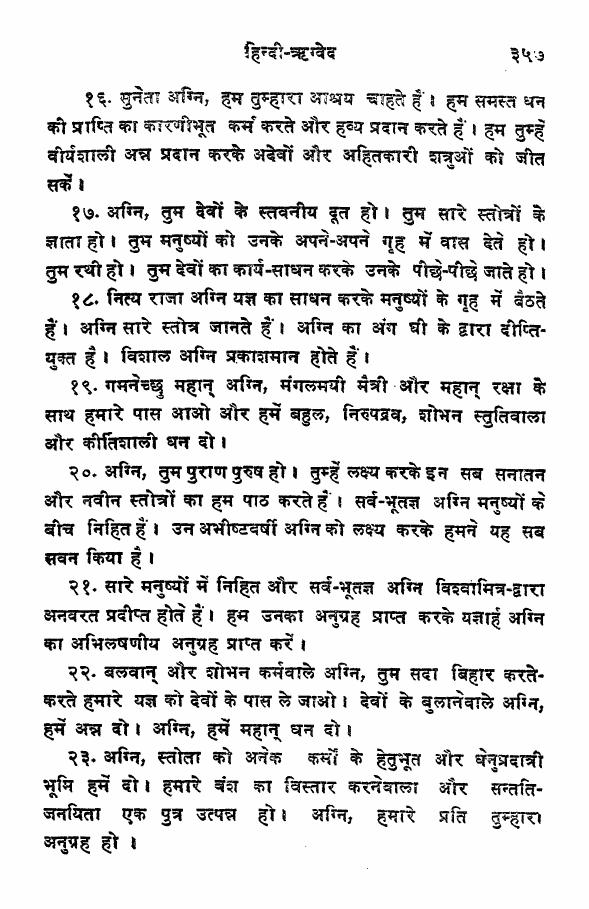 हिन्दी-ऋग्वेद ३५७
१६. सुनेता अग्नि, हम तुम्हारा आश्रय चाहते हैं। हम समस्त धन
की प्राप्ति का कारणीभूत कर्म करते और हव्य प्रदान करते हैं। हम तुम्हें
वीर्यशाली अन्न प्रदान करके अदेवों और अहितकारी शत्रुओं को जीत
सकें।
१७. अग्नि, तुम देवों के स्तवनीय दूत हो। तुम सारे स्तोत्रों के
ज्ञाता हो। तुम मनुष्यों को उनके अपने-अपने गृह में वास देते हो।
तुम रथी हो। तुम देवों का कार्य-साधन करके उनके पीछे-पीछे जाते हो।
१८. नित्य राजा अग्नि यज्ञ का साधन करके मनुष्यों के गृह में बैठते
हैं। अग्नि सारे स्तोत्र जानते हैं। अग्नि का अंग घी के द्वारा दीप्ति-
युक्त है। विशाल अग्नि प्रकाशमान होते हैं।
१९. गमनेच्छु महान् अग्नि, मंगलमयी मैत्री और महान् रक्षा के
साथ हमारे पास आओ और हमें बहुल, निरुपद्रव, शोभन स्तुतिवाला
और कीर्तिशाली धन दो।
२०. अग्नि, तुम पुराण पुरुष हो। तुम्हें लक्ष्य करके इन सब सनातन
और नवीन स्तोत्रों का हम पाठ करते हैं। सर्व-भूतज्ञ अग्नि मनुष्यों के
बीच निहित हैं। उन अभीष्टवर्षी अग्नि को लक्ष्य करके हमने यह सब
सवन किया है।
२१. सारे मनुष्यों में निहित और सर्व-भूतज्ञ अग्नि विश्वामित्र-द्वारा
अनवरत प्रदीप्त होते हैं। हम उनका अनुग्रह प्राप्त करके यज्ञार्ह अग्नि
का अभिलषणीय अनुग्रह प्राप्त करें।
२२. बलवान् और शोभन कर्मवाले अग्नि, तुम सदा बिहार करते-
करते हमारे यज्ञ को देवों के पास ले जाओ। देवों के बुलानेवाले अग्नि,
हमें अन्न दो। अग्नि, हमें महान् धन दो।
२३. अग्नि, स्तोता को अनेक कर्मों के हेतुभूत और धेनुप्रदात्री
भूमि हमें दो। हमारे वंश का विस्तार करनेवाला और सन्तति-
जनयिता एक पुत्र उत्पन्न हो। अग्नि, हमारे प्रति तुम्हारा
अनुग्रह हो।